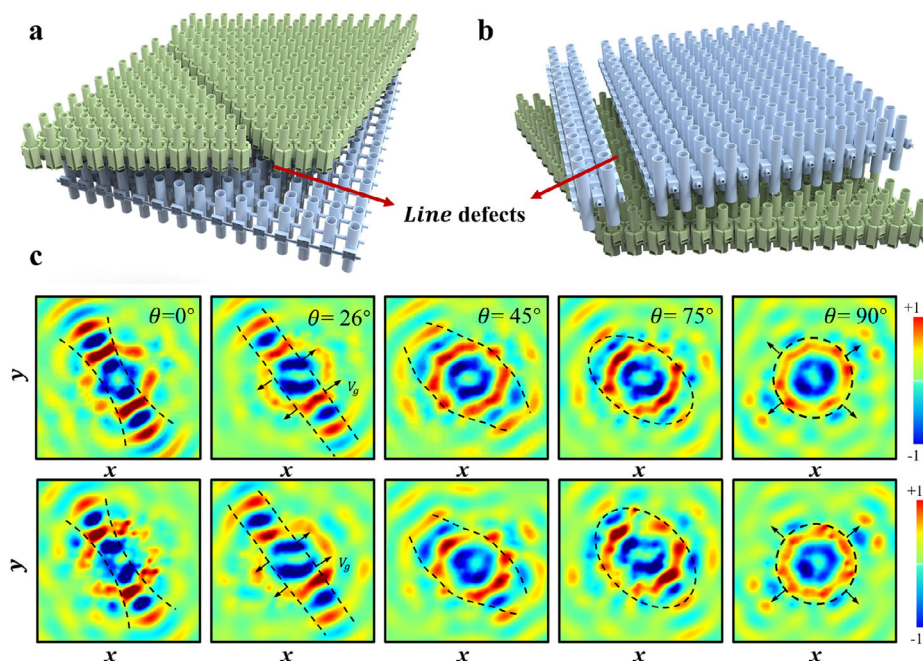 a
b
Line defects
c
θ=0°
θ= 26°
θ= 45°
θ= 75°
θ= 90°
+1
y
V_g
-1
x
x
x
x
x
+1
y
V_g
-1
x
x
x
x
x